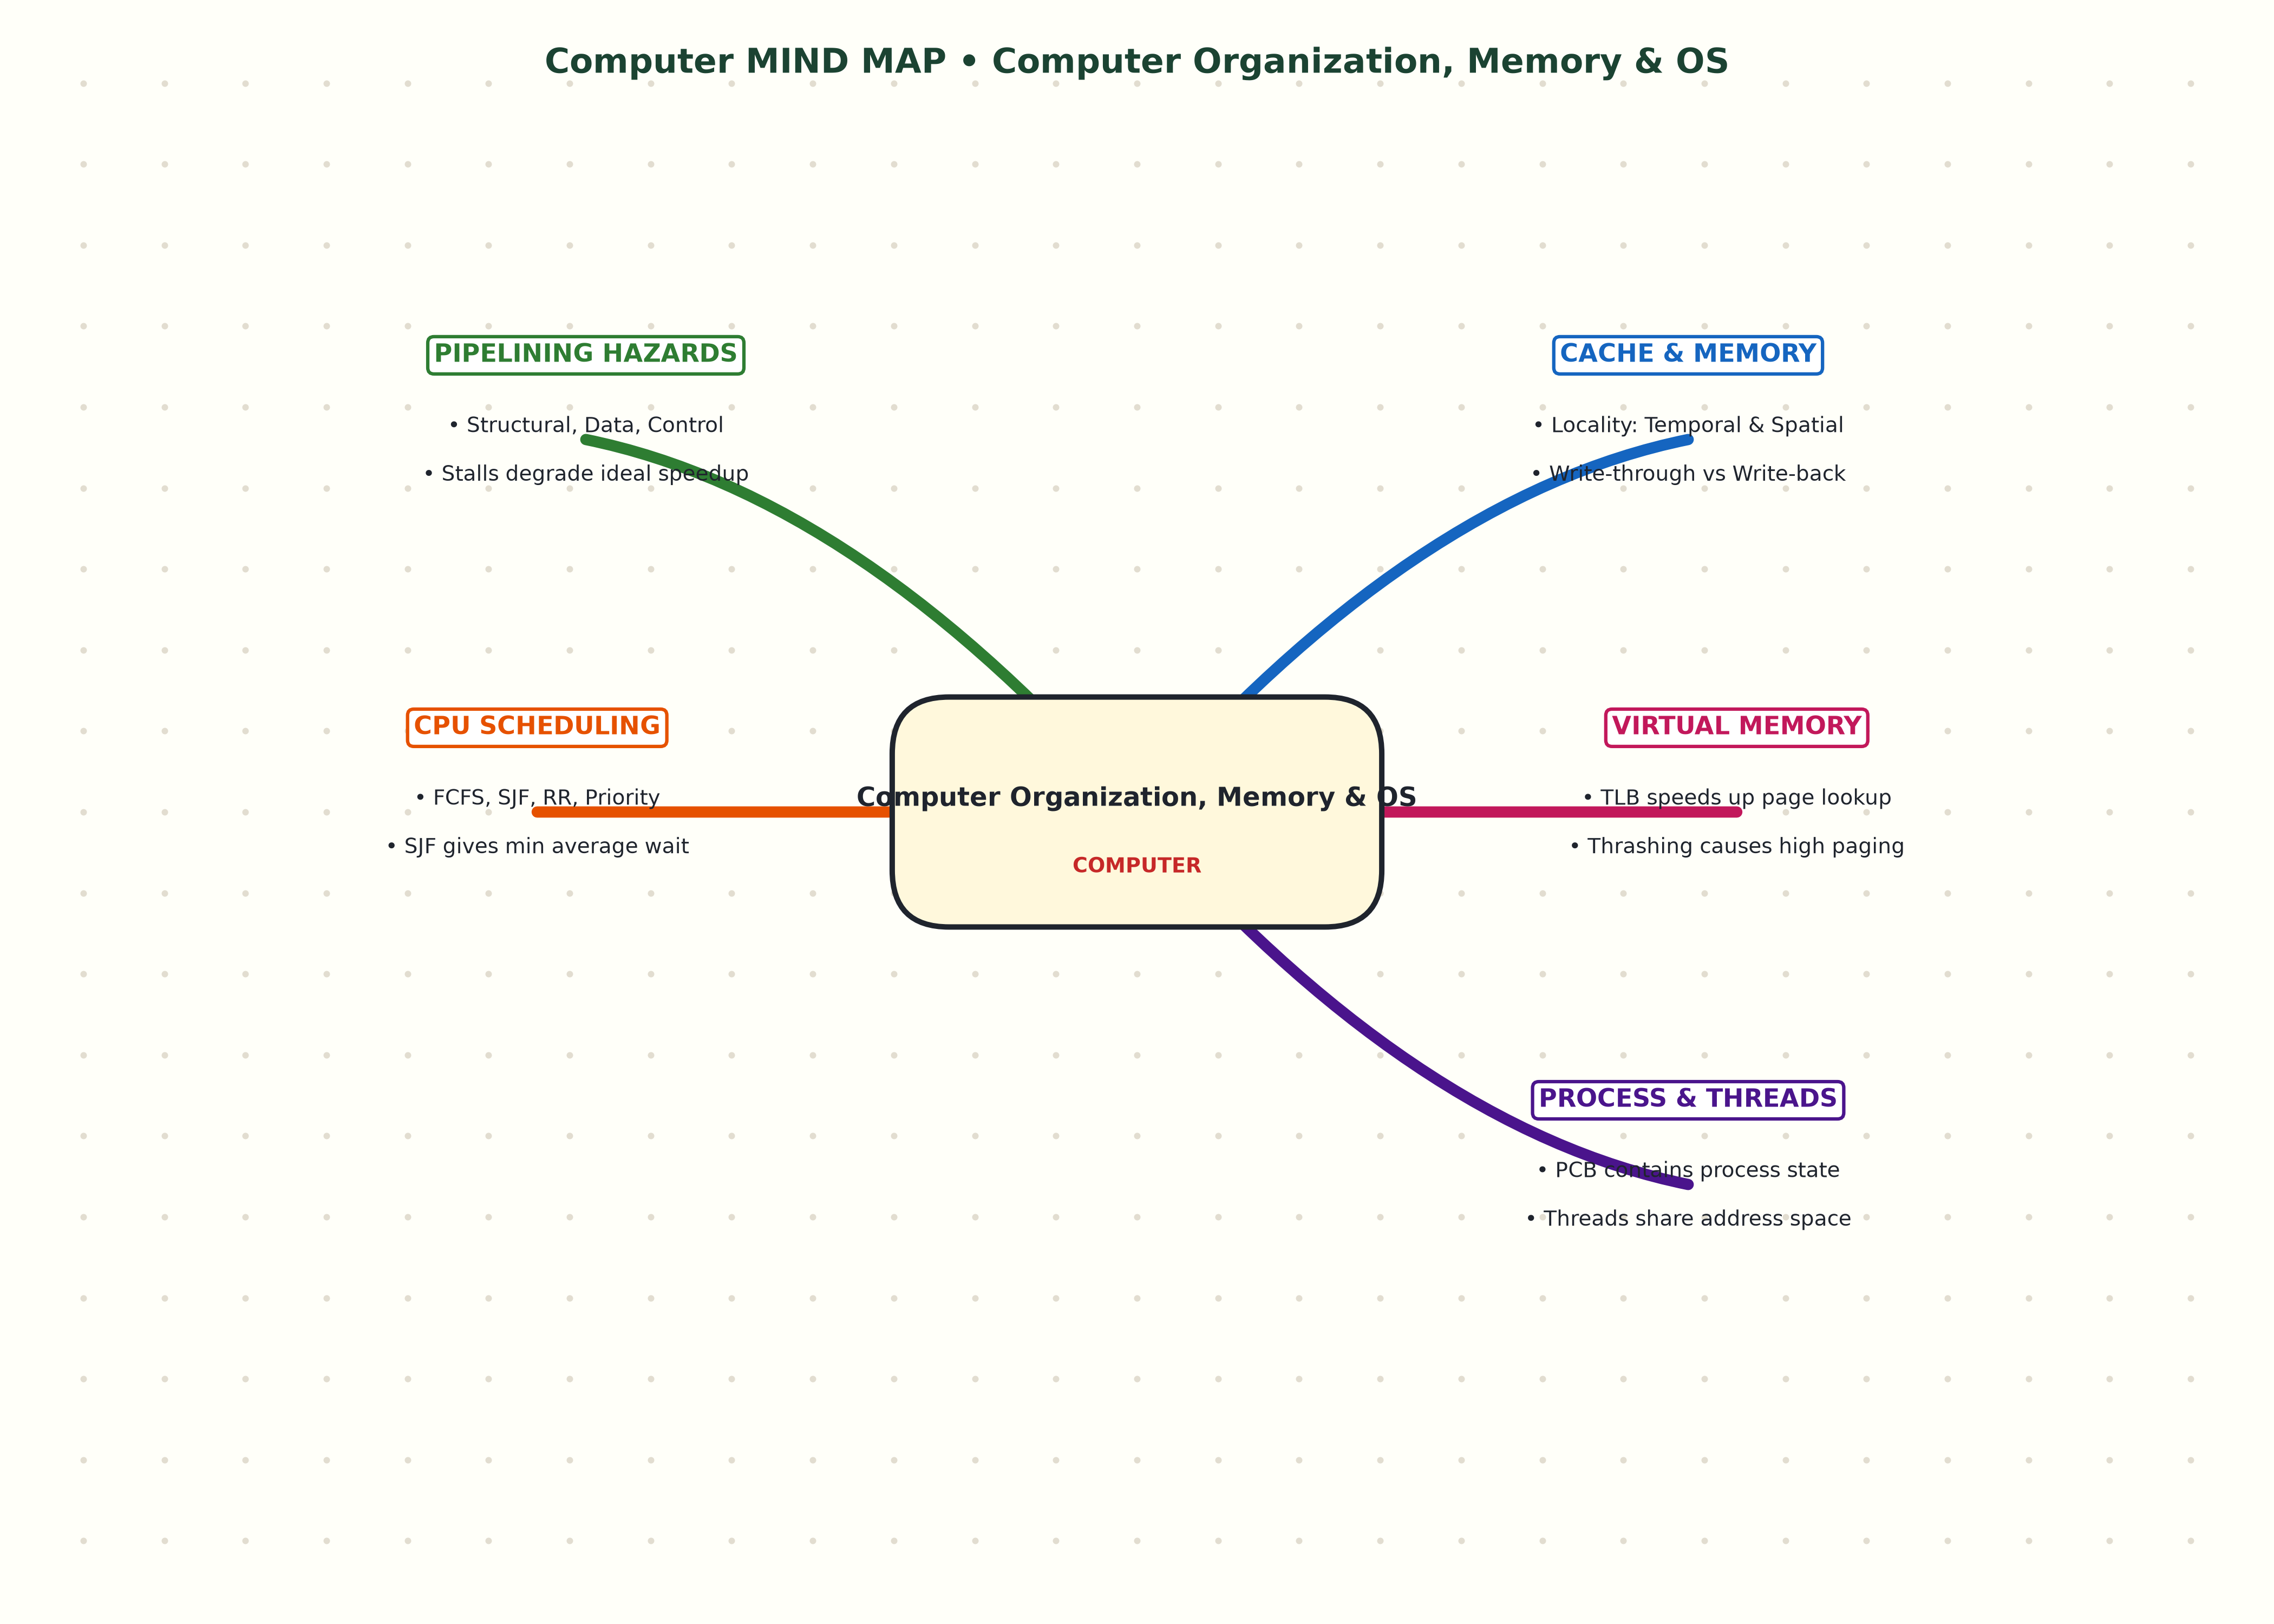 Computer MIND MAP • Computer Organization, Memory & OS
PIPELINING HAZARDS
• Structural, Data, Control
• Stalls degrade ideal speedup
CACHE & MEMORY
• Locality: Temporal & Spatial
• Write-through vs Write-back
CPU SCHEDULING
• FCFS, SJF, RR, Priority
• SJF gives min average wait
Computer Organization, Memory & OS
COMPUTER
VIRTUAL MEMORY
• TLB speeds up page lookup
• Thrashing causes high paging
PROCESS & THREADS
• PCB contains process state
• Threads share address space